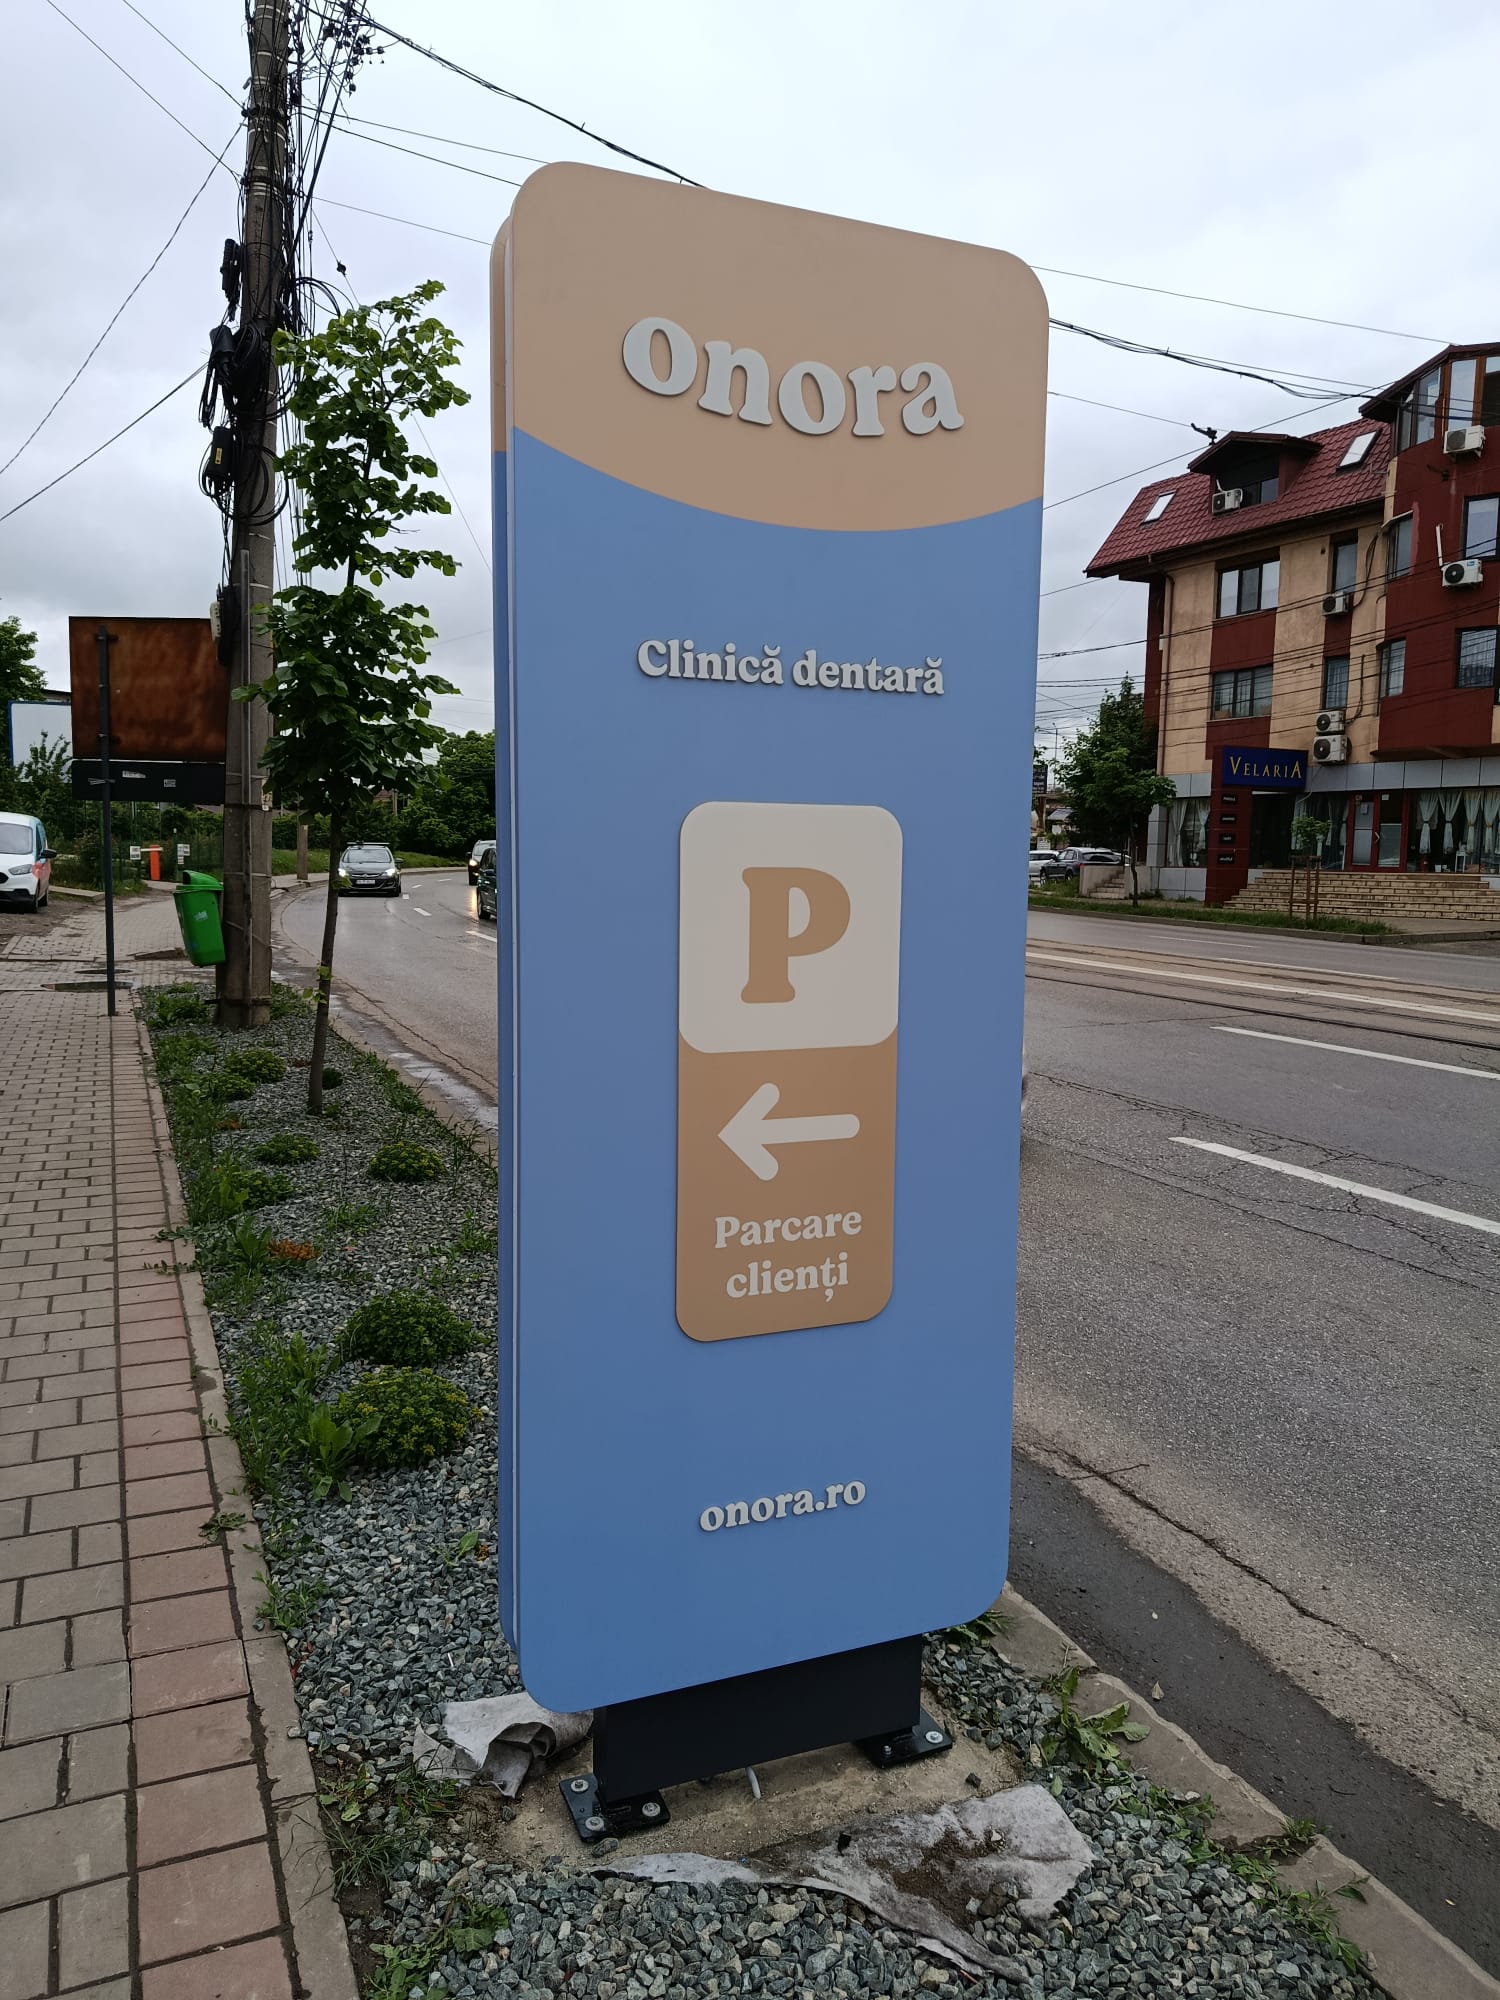 onora
Clinică dentară
P
Parcare
clienți
onora.ro
VELARIA